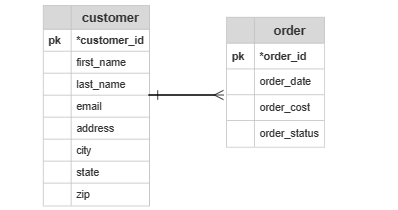 customer
pk *customer_id
first_name
last_name
email
address
city
state
zip
order
pk *order_id
order_date
order_cost
order_status